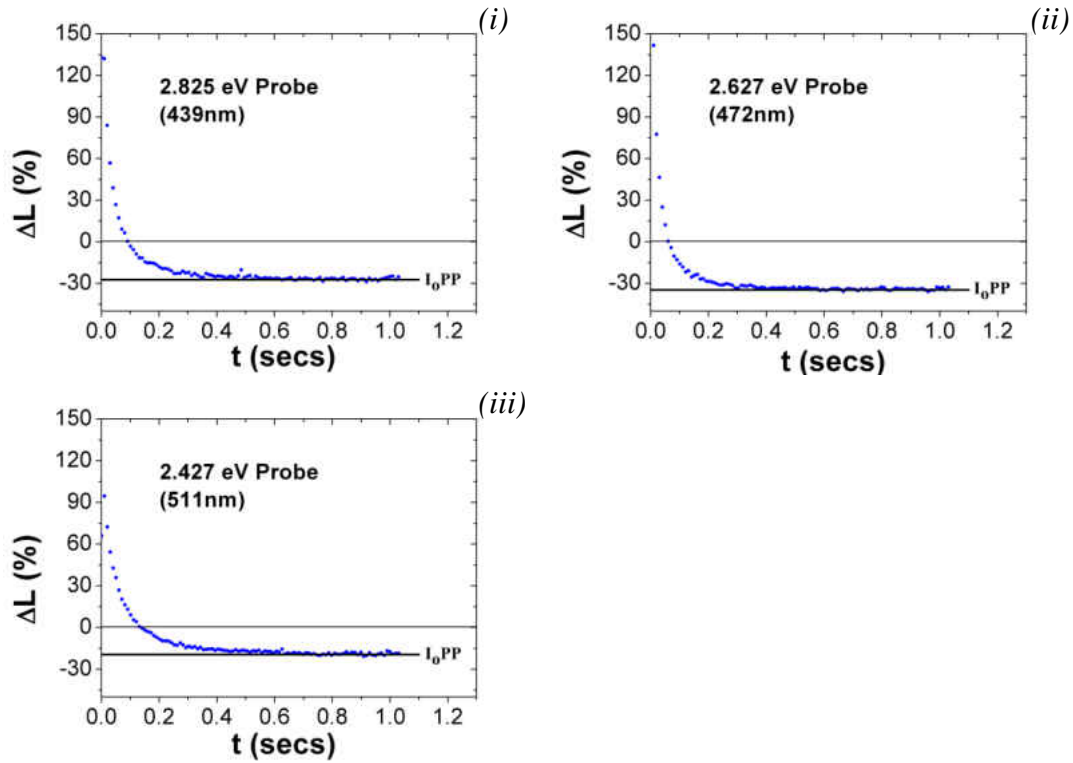 (i)
150
120
90
60
30
0
-30
ΔL (%)
2.825 eV Probe
(439nm)
I₀PP
0.0 0.2 0.4 0.6 0.8 1.0 1.2
t (secs)
(ii)
150
120
90
60
30
0
-30
ΔL (%)
2.627 eV Probe
(472nm)
I₀PP
0.0 0.2 0.4 0.6 0.8 1.0 1.2
t (secs)
(iii)
150
120
90
60
30
0
-30
ΔL (%)
2.427 eV Probe
(511nm)
I₀PP
0.0 0.2 0.4 0.6 0.8 1.0 1.2
t (secs)